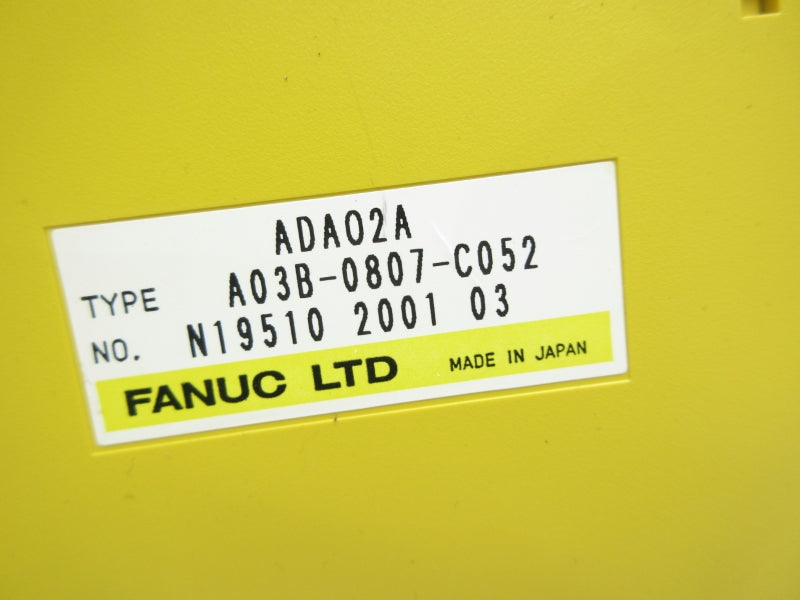 ADA02A
TYPE A03B-0807-C052
NO. N19510 2001 03
FANUC LTD MADE IN JAPAN